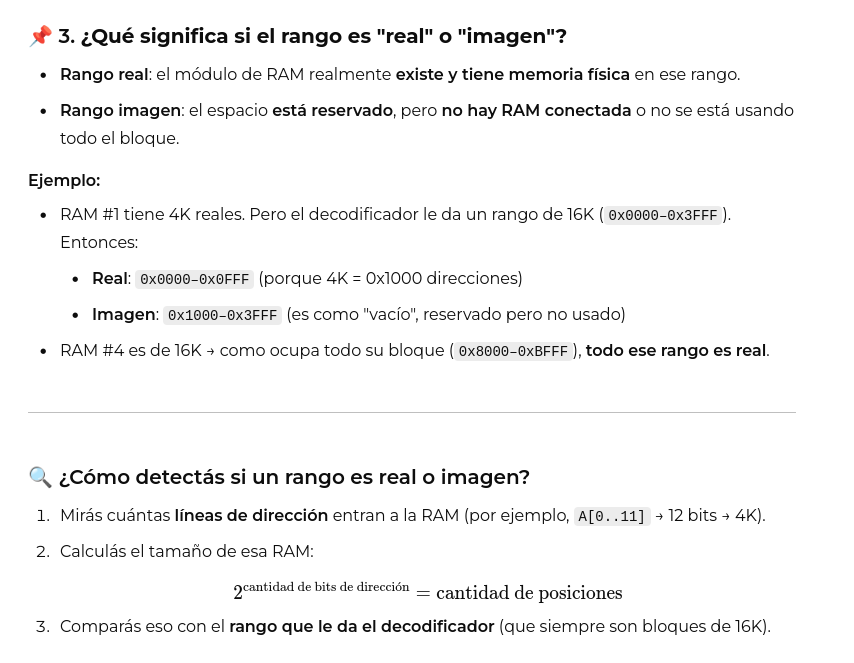 📌 3. ¿Qué significa si el rango es "real" o "imagen"?
• Rango real: el módulo de RAM realmente existe y tiene memoria física en ese rango.
• Rango imagen: el espacio está reservado, pero no hay RAM conectada o no se está usando
todo el bloque.
Ejemplo:
• RAM #1 tiene 4K reales. Pero el decodificador le da un rango de 16K (0x0000–0x3FFF).
Entonces:
• Real: 0x0000–0x0FFF (porque 4K = 0x1000 direcciones)
• Imagen: 0x1000–0x3FFF (es como "vacío", reservado pero no usado)
• RAM #4 es de 16K → como ocupa todo su bloque (0x8000–0xBFFF), todo ese rango es real.
🔍 ¿Cómo detectás si un rango es real o imagen?
1. Mirás cuántas líneas de dirección entran a la RAM (por ejemplo, A[0..11] → 12 bits → 4K).
2. Calculás el tamaño de esa RAM:
2^cantidad de bits de dirección = cantidad de posiciones
3. Comparás eso con el rango que le da el decodificador (que siempre son bloques de 16K).